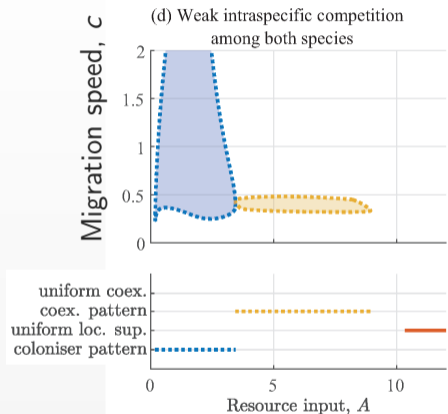 (d) Weak intraspecific competition
among both species
Migration speed, c
2
1.5
1
0.5
0
uniform coex.
coex. pattern
uniform loc. sup.
coloniser pattern
0 5 10
Resource input, A